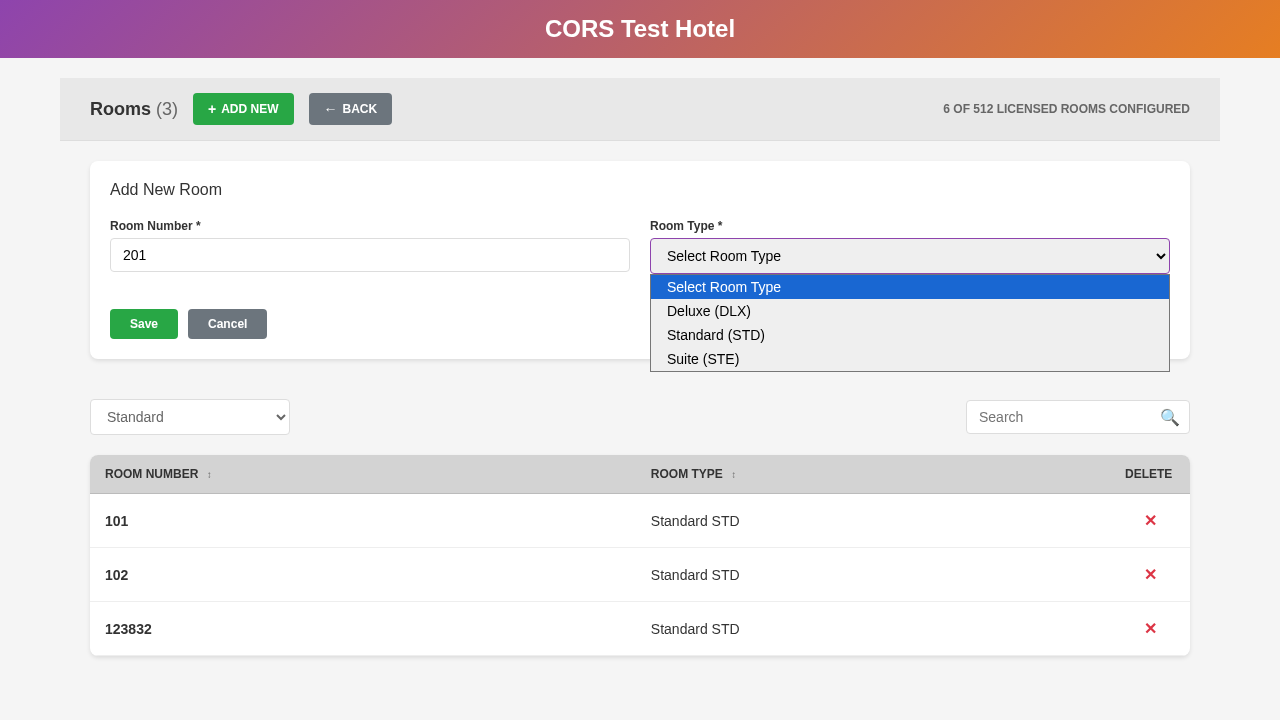 CORS Test Hotel
Rooms (3)
+ ADD NEW
← BACK
6 OF 512 LICENSED ROOMS CONFIGURED
Add New Room
Room Number *
Room Type *
201
Select Room Type
Select Room Type
Deluxe (DLX)
Standard (STD)
Suite (STE)
Save
Cancel
Standard
Search
ROOM NUMBER ↕
ROOM TYPE ↕
DELETE
101
Standard STD
×
102
Standard STD
×
123832
Standard STD
×